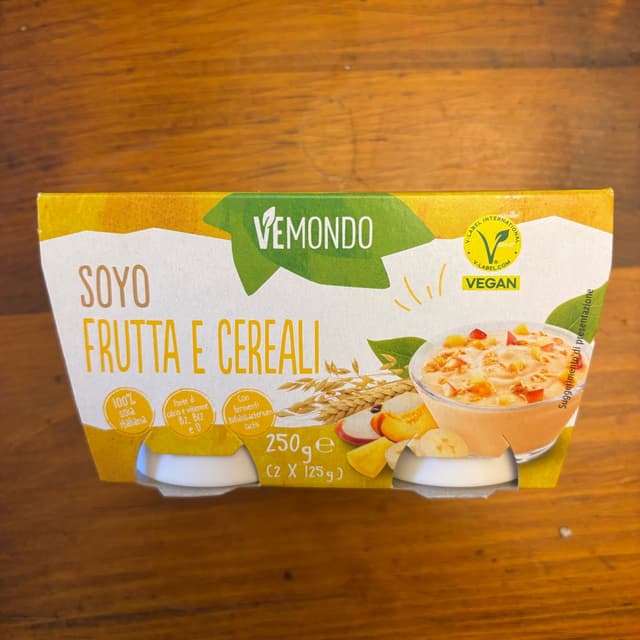 VEMONDO
SOYO
FRUTTA E CEREALI
V-LABEL INTERNATIONAL
V-LABEL.COM
VEGAN
100%
soia
italiana
Fonte di
calcio e vitamine
B2, B12
e D
Con
fermenti
250g e
(2 X 125g)
Suggerimento di presentazione